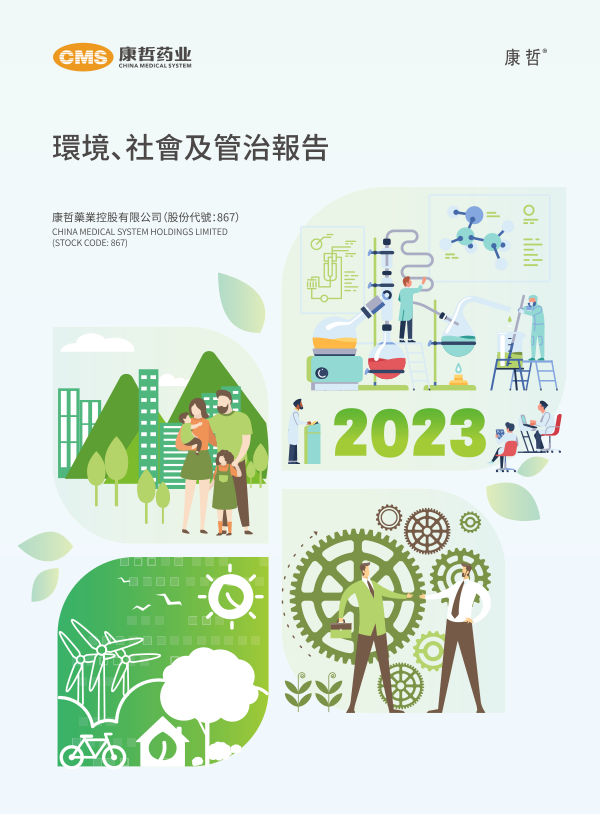 CMS 康哲药业
CHINA MEDICAL SYSTEM
康哲®
環境、社會及管治報告
康哲藥業控股有限公司（股份代號：867）
CHINA MEDICAL SYSTEM HOLDINGS LIMITED
(STOCK CODE: 867)
2023